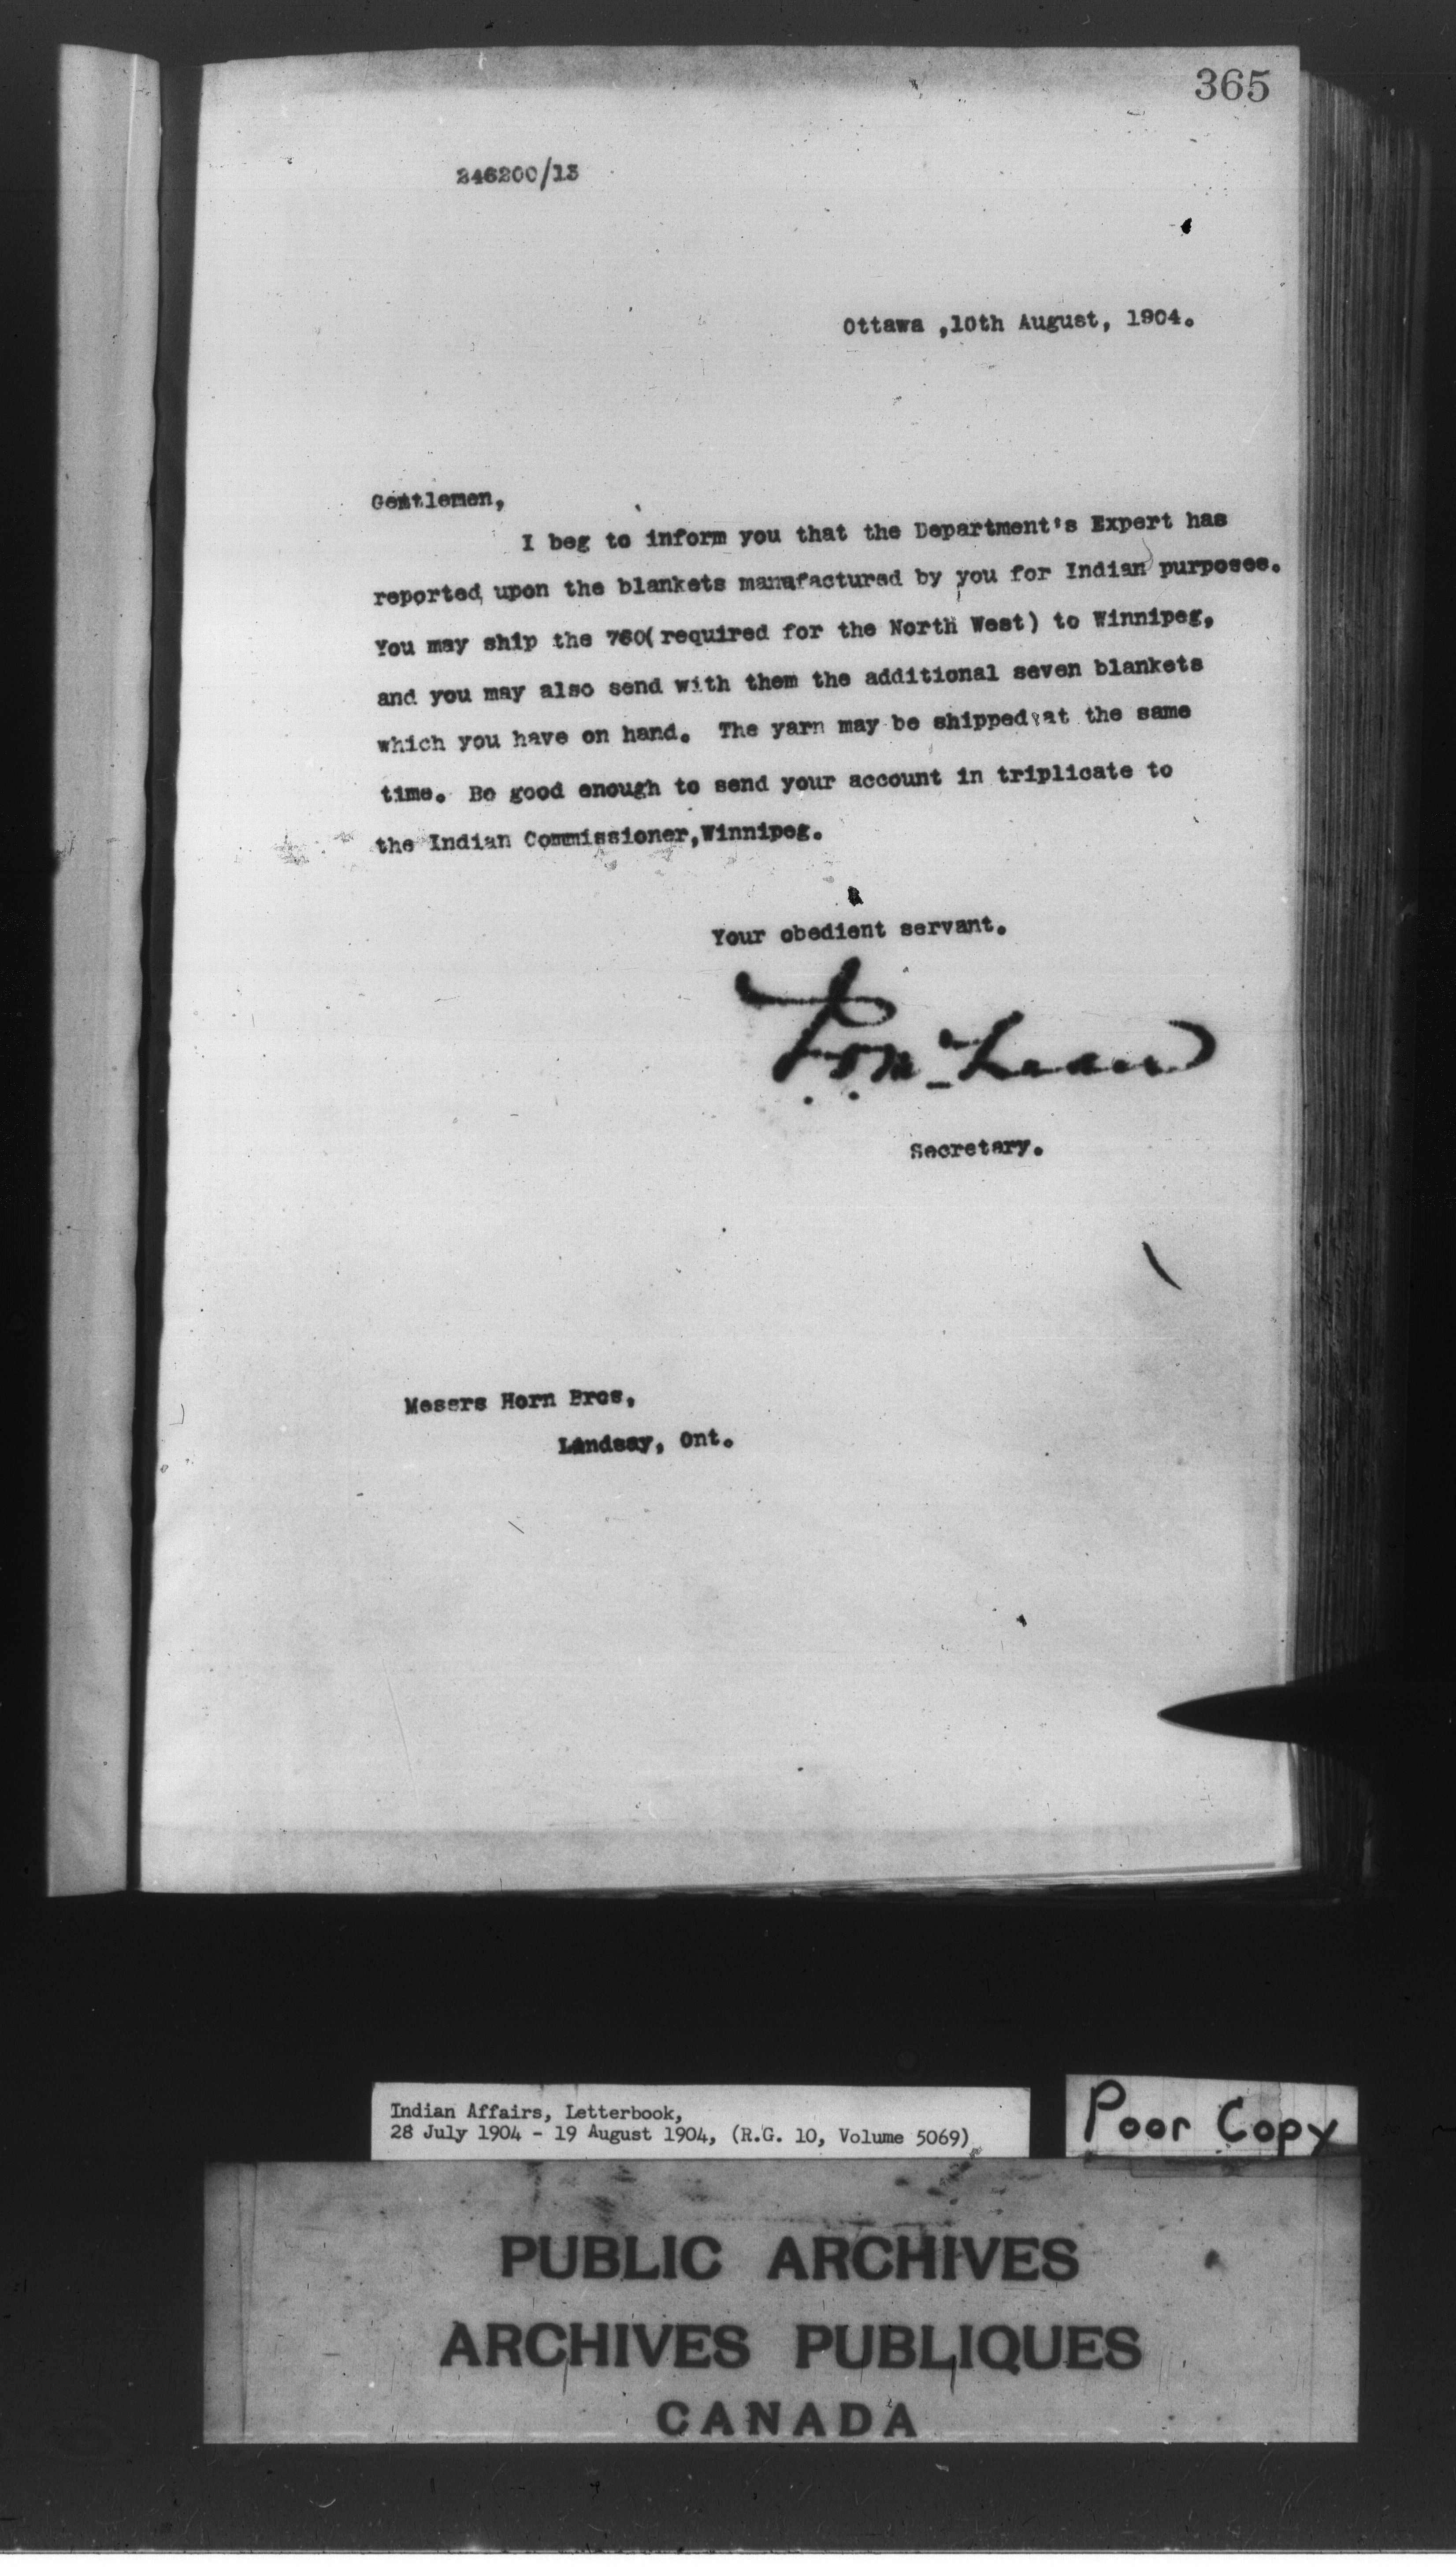 365
246200/13
Ottawa ,10th August, 1904.
Gentlemen,
I beg to inform you that the Department's Expert has
reported upon the blankets manufactured by you for Indian purposes.
You may ship the 760(required for the North West) to Winnipeg,
and you may also send with them the additional seven blankets
which you have on hand. The yarn may be shipped at the same
time. Be good enough to send your account in triplicate to
the Indian Commissioner,Winnipeg.
Your obedient servant.
McLean
Secretary.
Messrs Horn Bros,
Lindsay, Ont.
Indian Affairs, Letterbook,
28 July 1904 - 19 August 1904, (R.G. 10, Volume 5069)
Poor Copy
PUBLIC ARCHIVES
ARCHIVES PUBLIQUES
CANADA